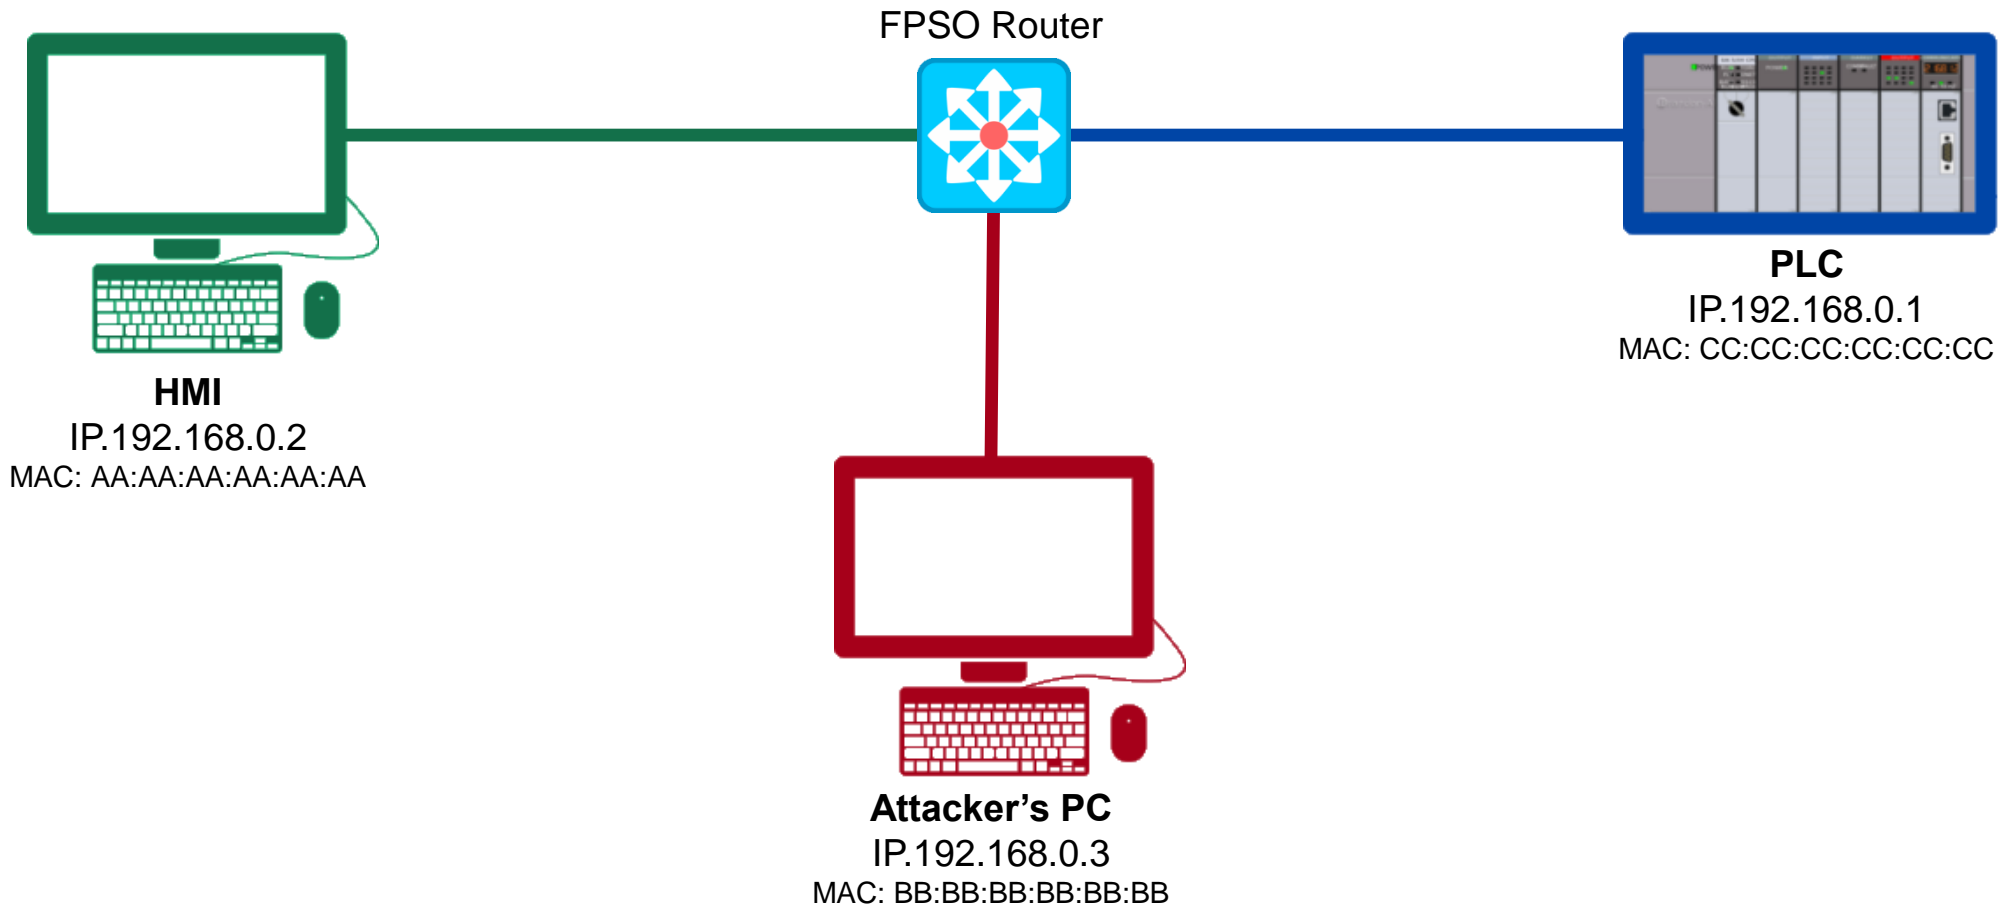 FPSO Router
PLC
IP.192.168.0.1
MAC: CC:CC:CC:CC:CC:CC
HMI
IP.192.168.0.2
MAC: AA:AA:AA:AA:AA:AA
Attacker’s PC
IP.192.168.0.3
MAC: BB:BB:BB:BB:BB:BB